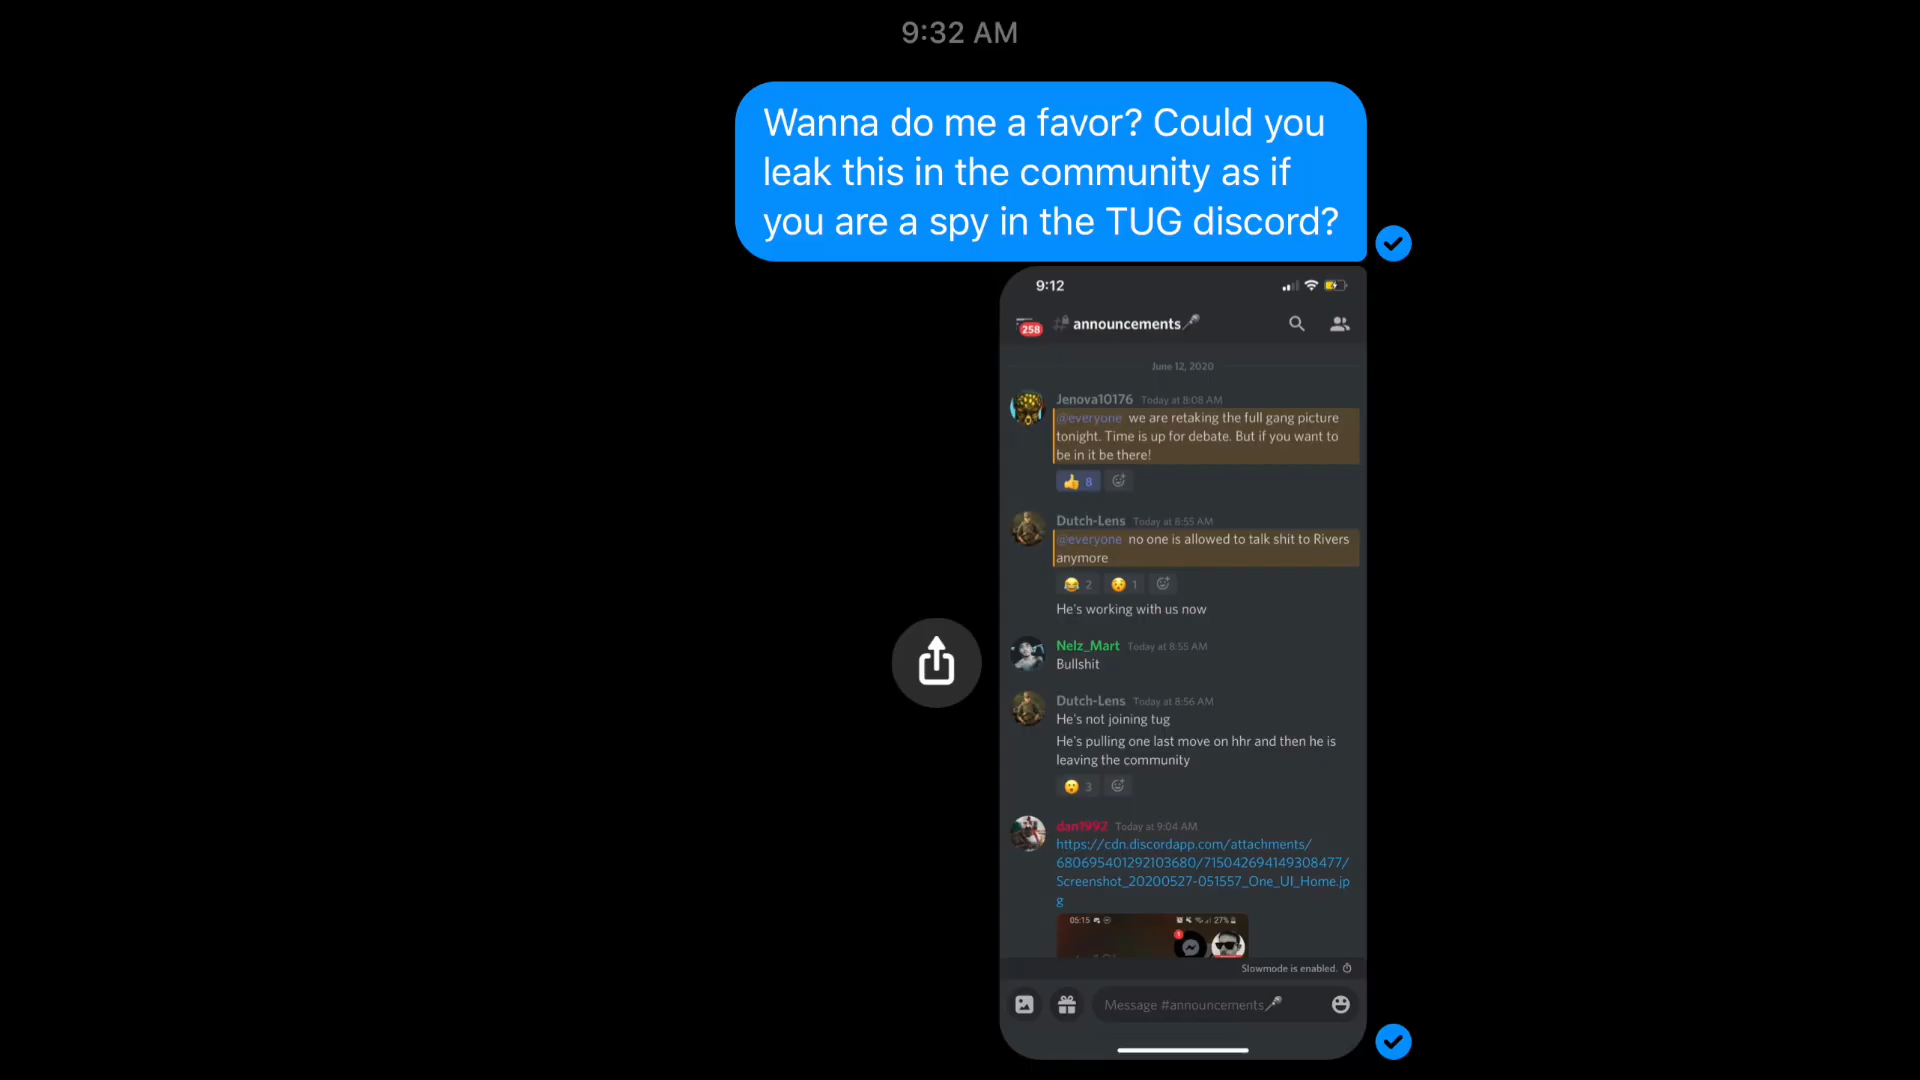 9:32 AM
Wanna do me a favor? Could you
leak this in the community as if
you are a spy in the TUG discord?
9:12
258
announcements🎤
June 12, 2020
Jenova10176 Today at 8:08 AM
@everyone we are retaking the full gang picture
tonight. Time is up for debate. But if you want to
be in it be there!
👍 8
Dutch-Lens Today at 8:55 AM
@everyone no one is allowed to talk shit to Rivers
anymore
😂 2 😯 1
He's working with us now
Nelz_Mart Today at 8:55 AM
Bullshit
Dutch-Lens Today at 8:56 AM
He's not joining tug
He's pulling one last move on hhr and then he is
leaving the community
😮 3
dan1992 Today at 9:04 AM
https://cdn.discordapp.com/attachments/
680695401292103680/715042694149308477/
Screenshot_20200527-051557_One_UI_Home.jp
g
05:15
27%
1
Slowmode is enabled.
Message #announcements🎤